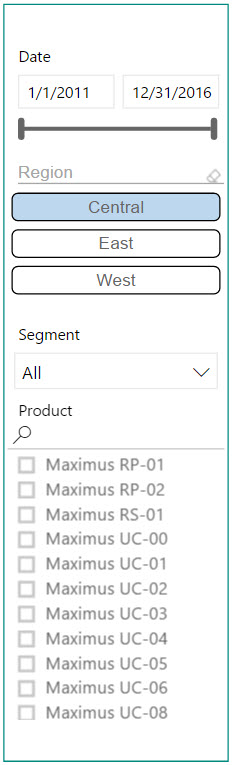 Date
1/1/2011 12/31/2016
Region
Central
East
West
Segment
All
Product
Maximus RP-01
Maximus RP-02
Maximus RS-01
Maximus UC-00
Maximus UC-01
Maximus UC-02
Maximus UC-03
Maximus UC-04
Maximus UC-05
Maximus UC-06
Maximus UC-08